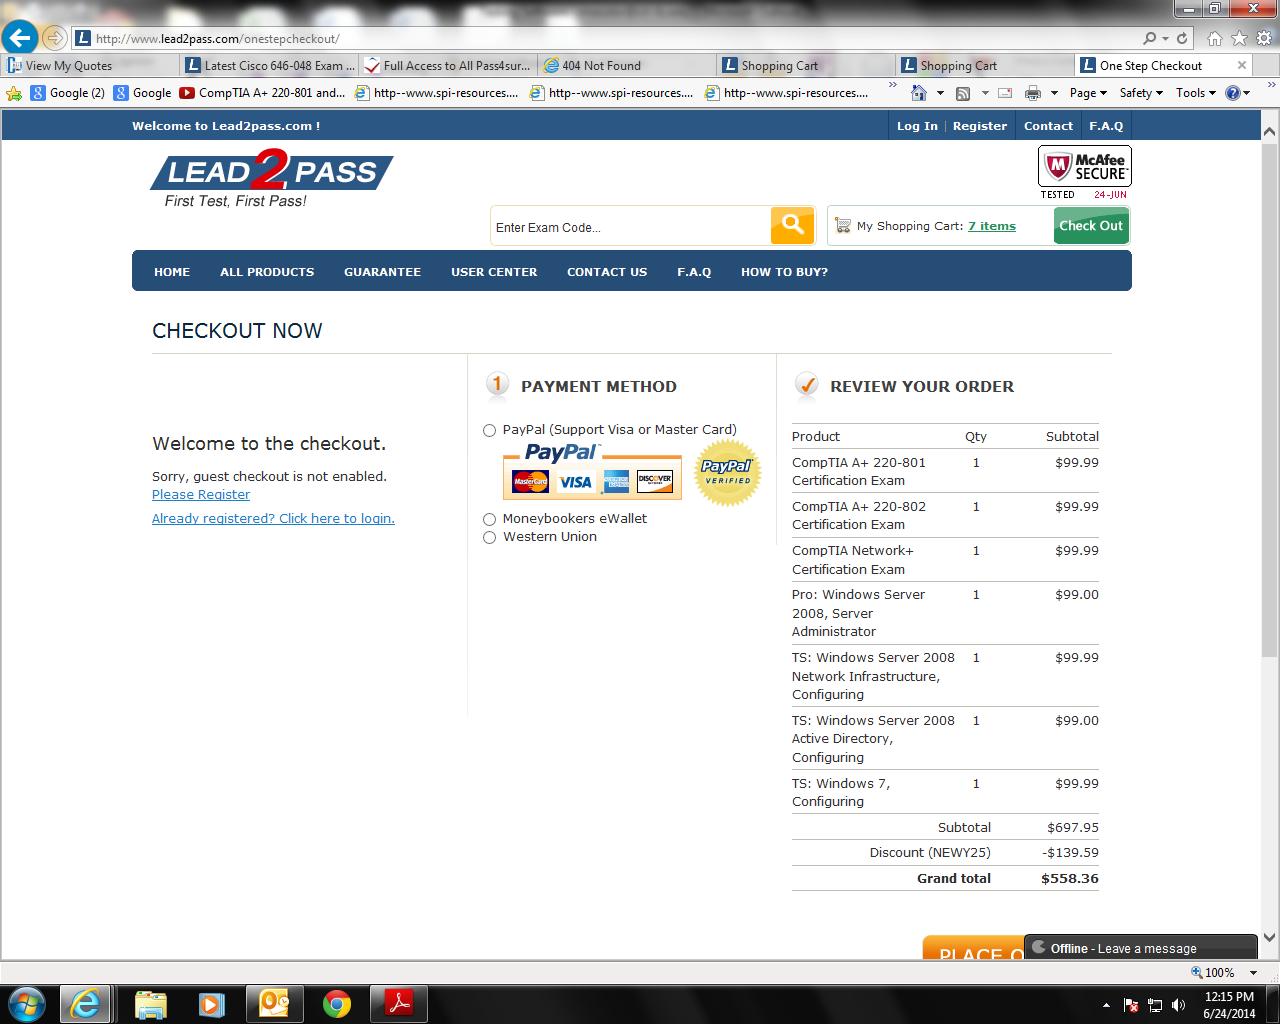 http://www.lead2pass.com/onestepcheckout/
View My Quotes
Latest Cisco 646-048 Exam ...
Full Access to All Pass4sur...
404 Not Found
Shopping Cart
Shopping Cart
One Step Checkout
Google (2)
Google
CompTIA A+ 220-801 and...
http--www.spi-resources....
http--www.spi-resources....
http--www.spi-resources....
Page
Safety
Tools
Welcome to Lead2pass.com !
Log In | Register
Contact
F.A.Q
LEAD 2 PASS
First Test, First Pass!
McAfee
SECURE™
TESTED 24-JUN
Enter Exam Code...
My Shopping Cart: 7 items
Check Out
HOME
ALL PRODUCTS
GUARANTEE
USER CENTER
CONTACT US
F.A.Q
HOW TO BUY?
CHECKOUT NOW
Welcome to the checkout.
Sorry, guest checkout is not enabled.
Please Register
Already registered? Click here to login.
1 PAYMENT METHOD
PayPal (Support Visa or Master Card)
PayPal™
MasterCard
VISA
AMERICAN EXPRESS
DISCOVER
PayPal
VERIFIED
Moneybookers eWallet
Western Union
REVIEW YOUR ORDER
Product Qty Subtotal
CompTIA A+ 220-801 1 $99.99
Certification Exam
CompTIA A+ 220-802 1 $99.99
Certification Exam
CompTIA Network+ 1 $99.99
Certification Exam
Pro: Windows Server 1 $99.00
2008, Server
Administrator
TS: Windows Server 2008 1 $99.99
Network Infrastructure,
Configuring
TS: Windows Server 2008 1 $99.00
Active Directory,
Configuring
TS: Windows 7, 1 $99.99
Configuring
Subtotal $697.95
Discount (NEWY25) -$139.59
Grand total $558.36
PLACE O
Offline - Leave a message
100%
12:15 PM
6/24/2014